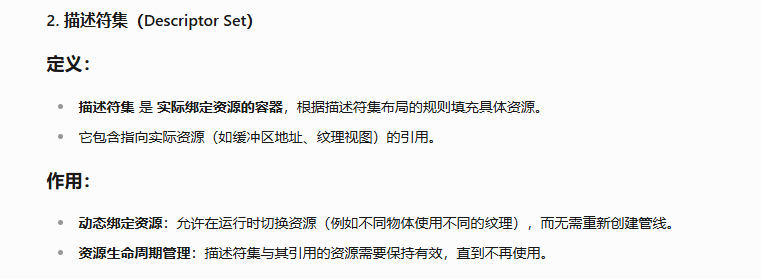 2. 描述符集（Descriptor Set）
定义：
描述符集 是 实际绑定资源的容器，根据描述符集布局的规则填充具体资源。
它包含指向实际资源（如缓冲区地址、纹理视图）的引用。
作用：
动态绑定资源：允许在运行时切换资源（例如不同物体使用不同的纹理），而无需重新创建管线。
资源生命周期管理：描述符集与其引用的资源需要保持有效，直到不再使用。